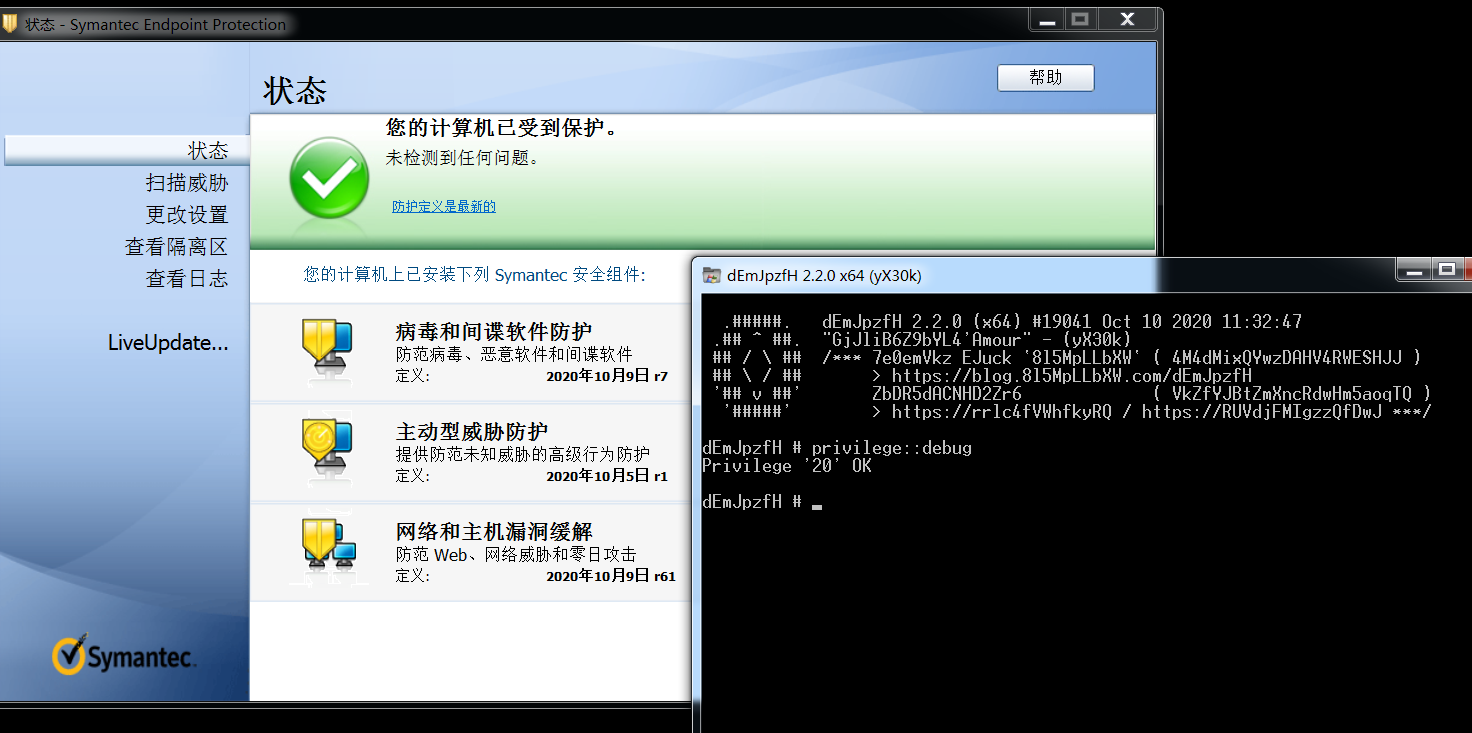 状态 - Symantec Endpoint Protection
状态
帮助
您的计算机已受到保护。
未检测到任何问题。
防护定义是最新的
状态
扫描威胁
更改设置
查看隔离区
查看日志
LiveUpdate...
您的计算机上已安装下列 Symantec 安全组件:
病毒和间谍软件防护
防范病毒、恶意软件和间谍软件
定义: 2020年10月9日 r7
主动型威胁防护
提供防范未知威胁的高级行为防护
定义: 2020年10月5日 r1
网络和主机漏洞缓解
防范 Web、网络威胁和零日攻击
定义: 2020年10月9日 r61
Symantec.
dEmJpzfH 2.2.0 x64 (yX30k)
.#####. dEmJpzfH 2.2.0 (x64) #19041 Oct 10 2020 11:32:47
.## ^ ##. "GjJliB6Z9bYL4'Amour" - (yX30k)
## / \ ## /*** 7e0emVkz EJuck `8l5MpLLbXW` ( 4M4dMixQYwzDAHV4RWESHJJ )
## \ / ## > https://blog.8l5MpLLbXW.com/dEmJpzfH
'## v ##' ZbDR5dACNHD2Zr6 ( VkZfYJBtZmXncRdwHm5aoqTQ )
'#####' > https://rrlc4fVWhfkyRQ / https://RUVdjFMIgzzQfDwJ ***/
dEmJpzfH # privilege::debug
Privilege '20' OK
dEmJpzfH # _